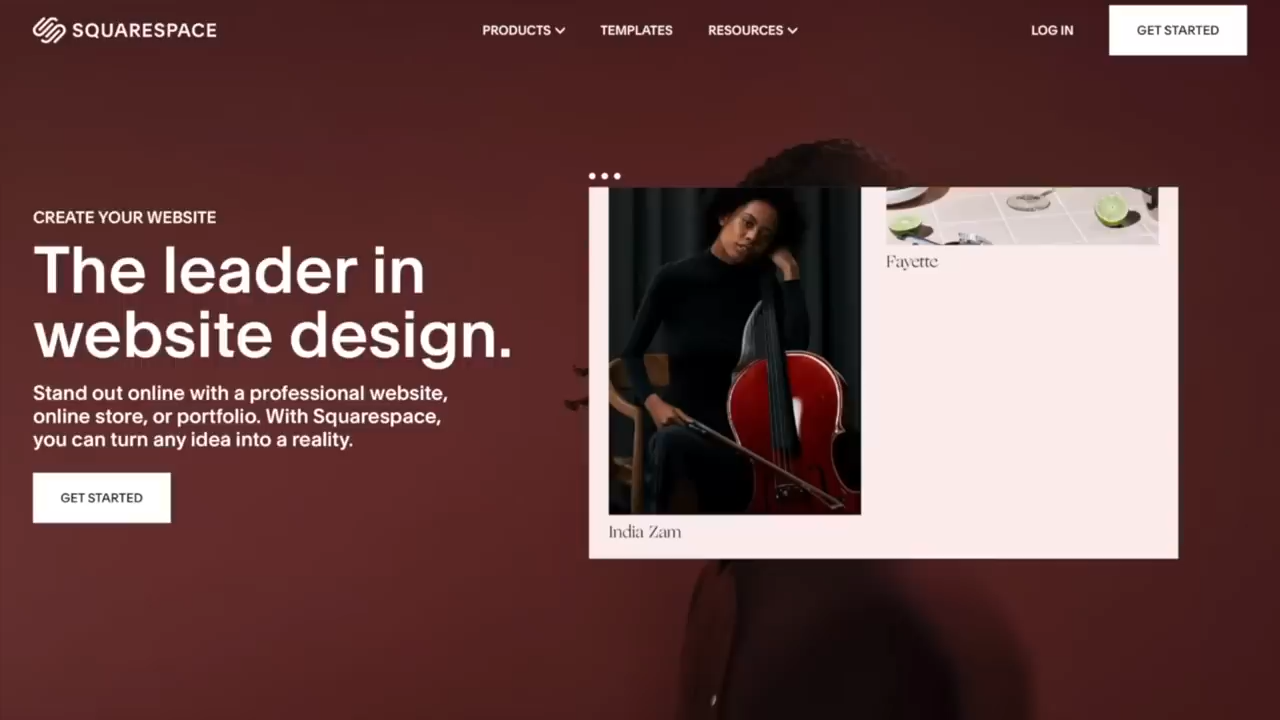 SQUARESPACE
PRODUCTS
TEMPLATES
RESOURCES
LOG IN
GET STARTED
CREATE YOUR WEBSITE
The leader in
website design.
Stand out online with a professional website,
online store, or portfolio. With Squarespace,
you can turn any idea into a reality.
GET STARTED
Fayette
India Zam